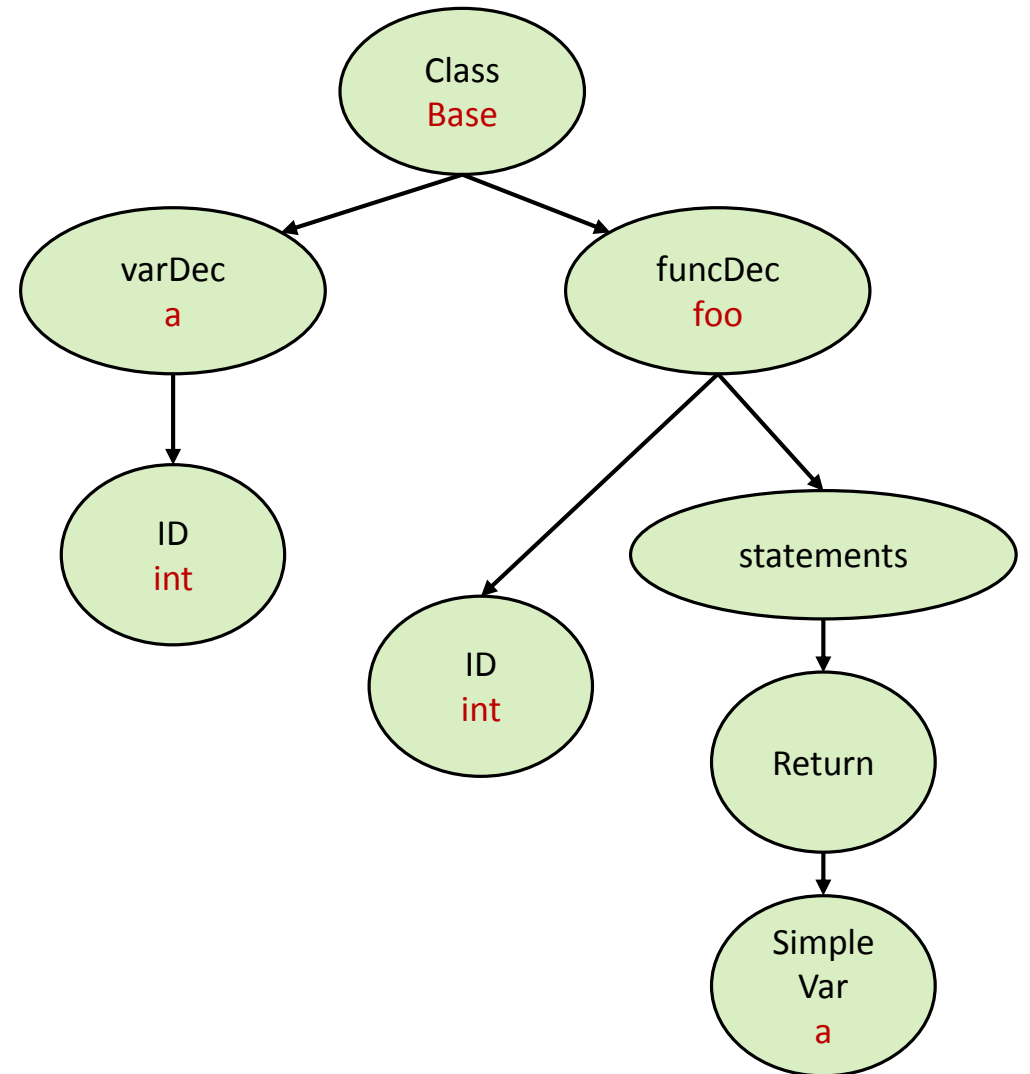 Class
Base
varDec
a
funcDec
foo
ID
int
statements
ID
int
Return
Simple
Var
a